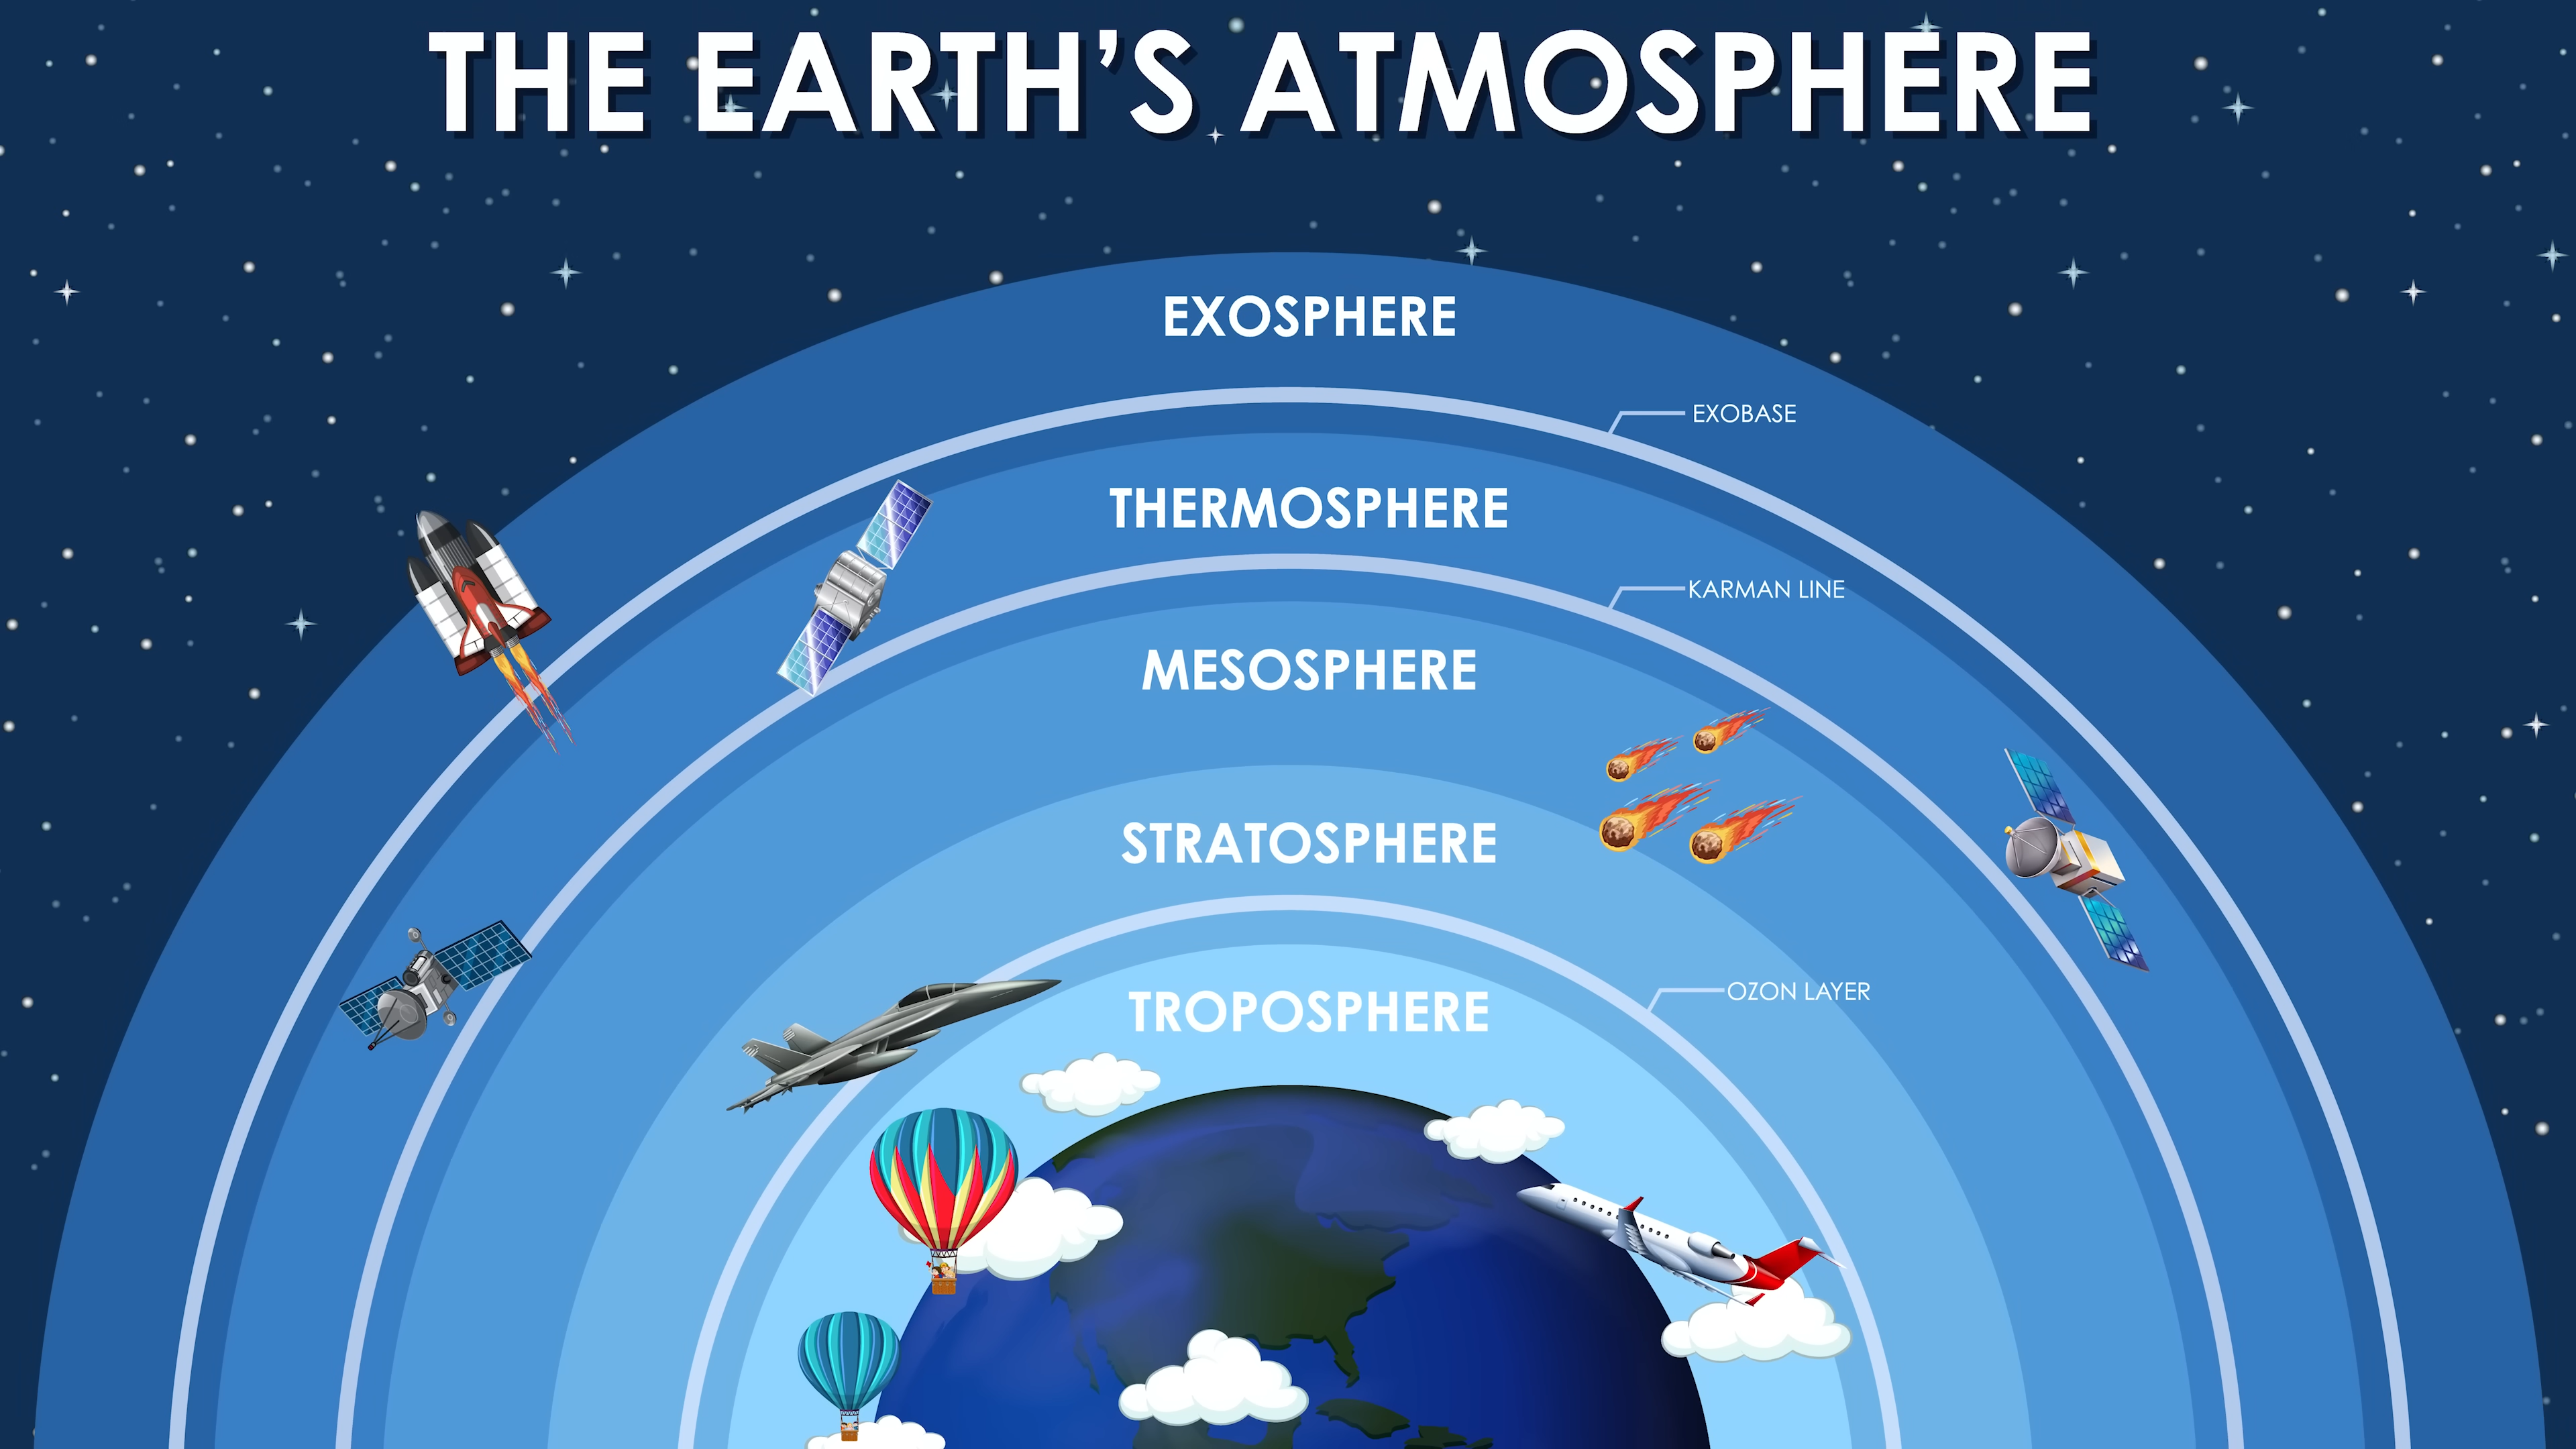 THE EARTH’S ATMOSPHERE
EXOSPHERE
EXOBASE
THERMOSPHERE
KARMAN LINE
MESOSPHERE
STRATOSPHERE
OZON LAYER
TROPOSPHERE